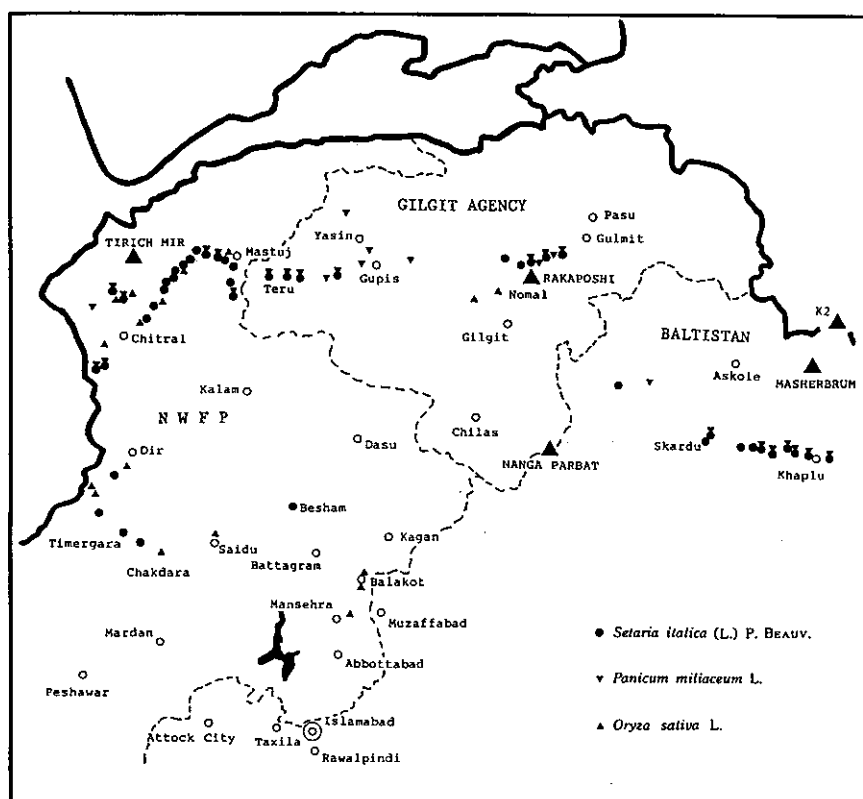 Pasu
GILGIT AGENCY
Yasin
Gulmit
TIRICH MIR
Mastuj
Teru
Gupis
RAKAPOSHI
Nomal
K2
Chitral
Gilgit
BALTISTAN
Askole
MASHERBRUM
Kalam
N W F P
Chilas
Dasu
Skardu
Dir
NANGA PARBAT
Khaplu
Besham
Timergara
Saidu
Kagan
Chakdara
Battagram
Balakot
Mansehra
Muzaffabad
Mardan
Setaria italica (L.) P. BEAUV.
Abbottabad
Peshawar
Panicum miliaceum L.
Islamabad
Attock City
Taxila
Oryza sativa L.
Rawalpindi